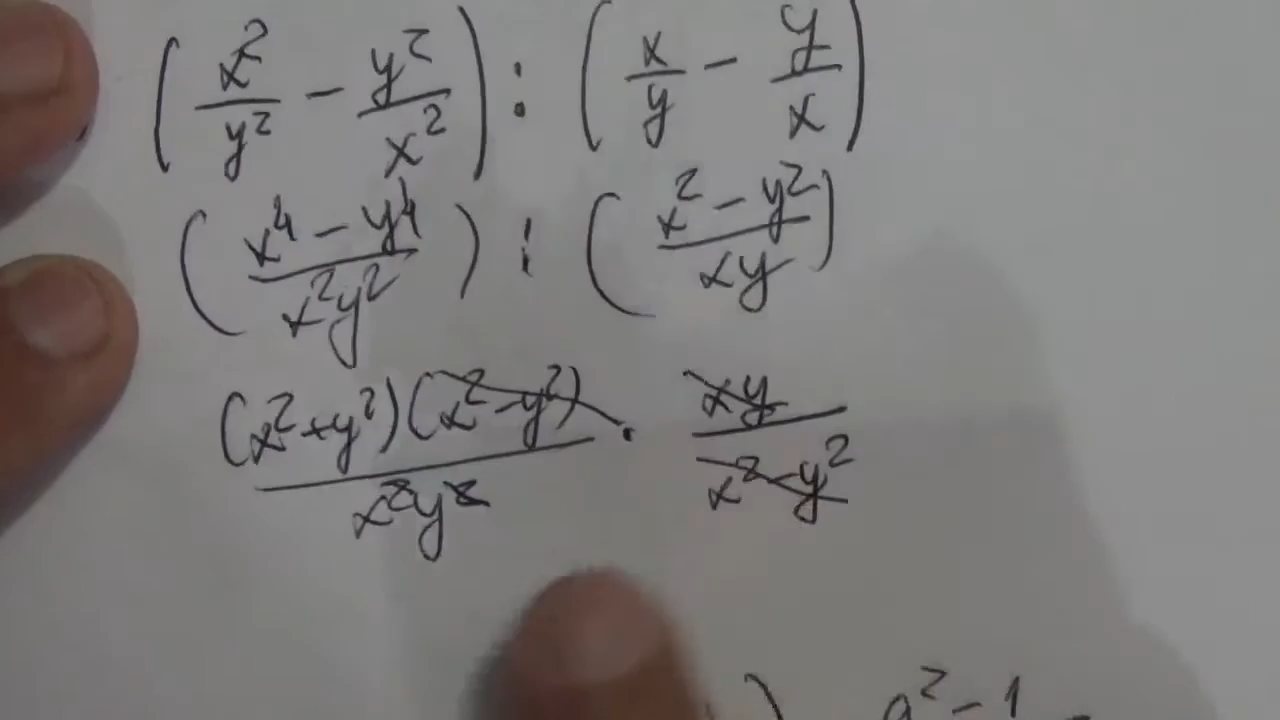 (x²/y² − y²/x²) : (x/y − y/x)
(x⁴ − y⁴/x²y²) : (x² − y²/xy)
(x² + y²)(x² − y²)/x²y² · xy/x² − y²
) a² − 1